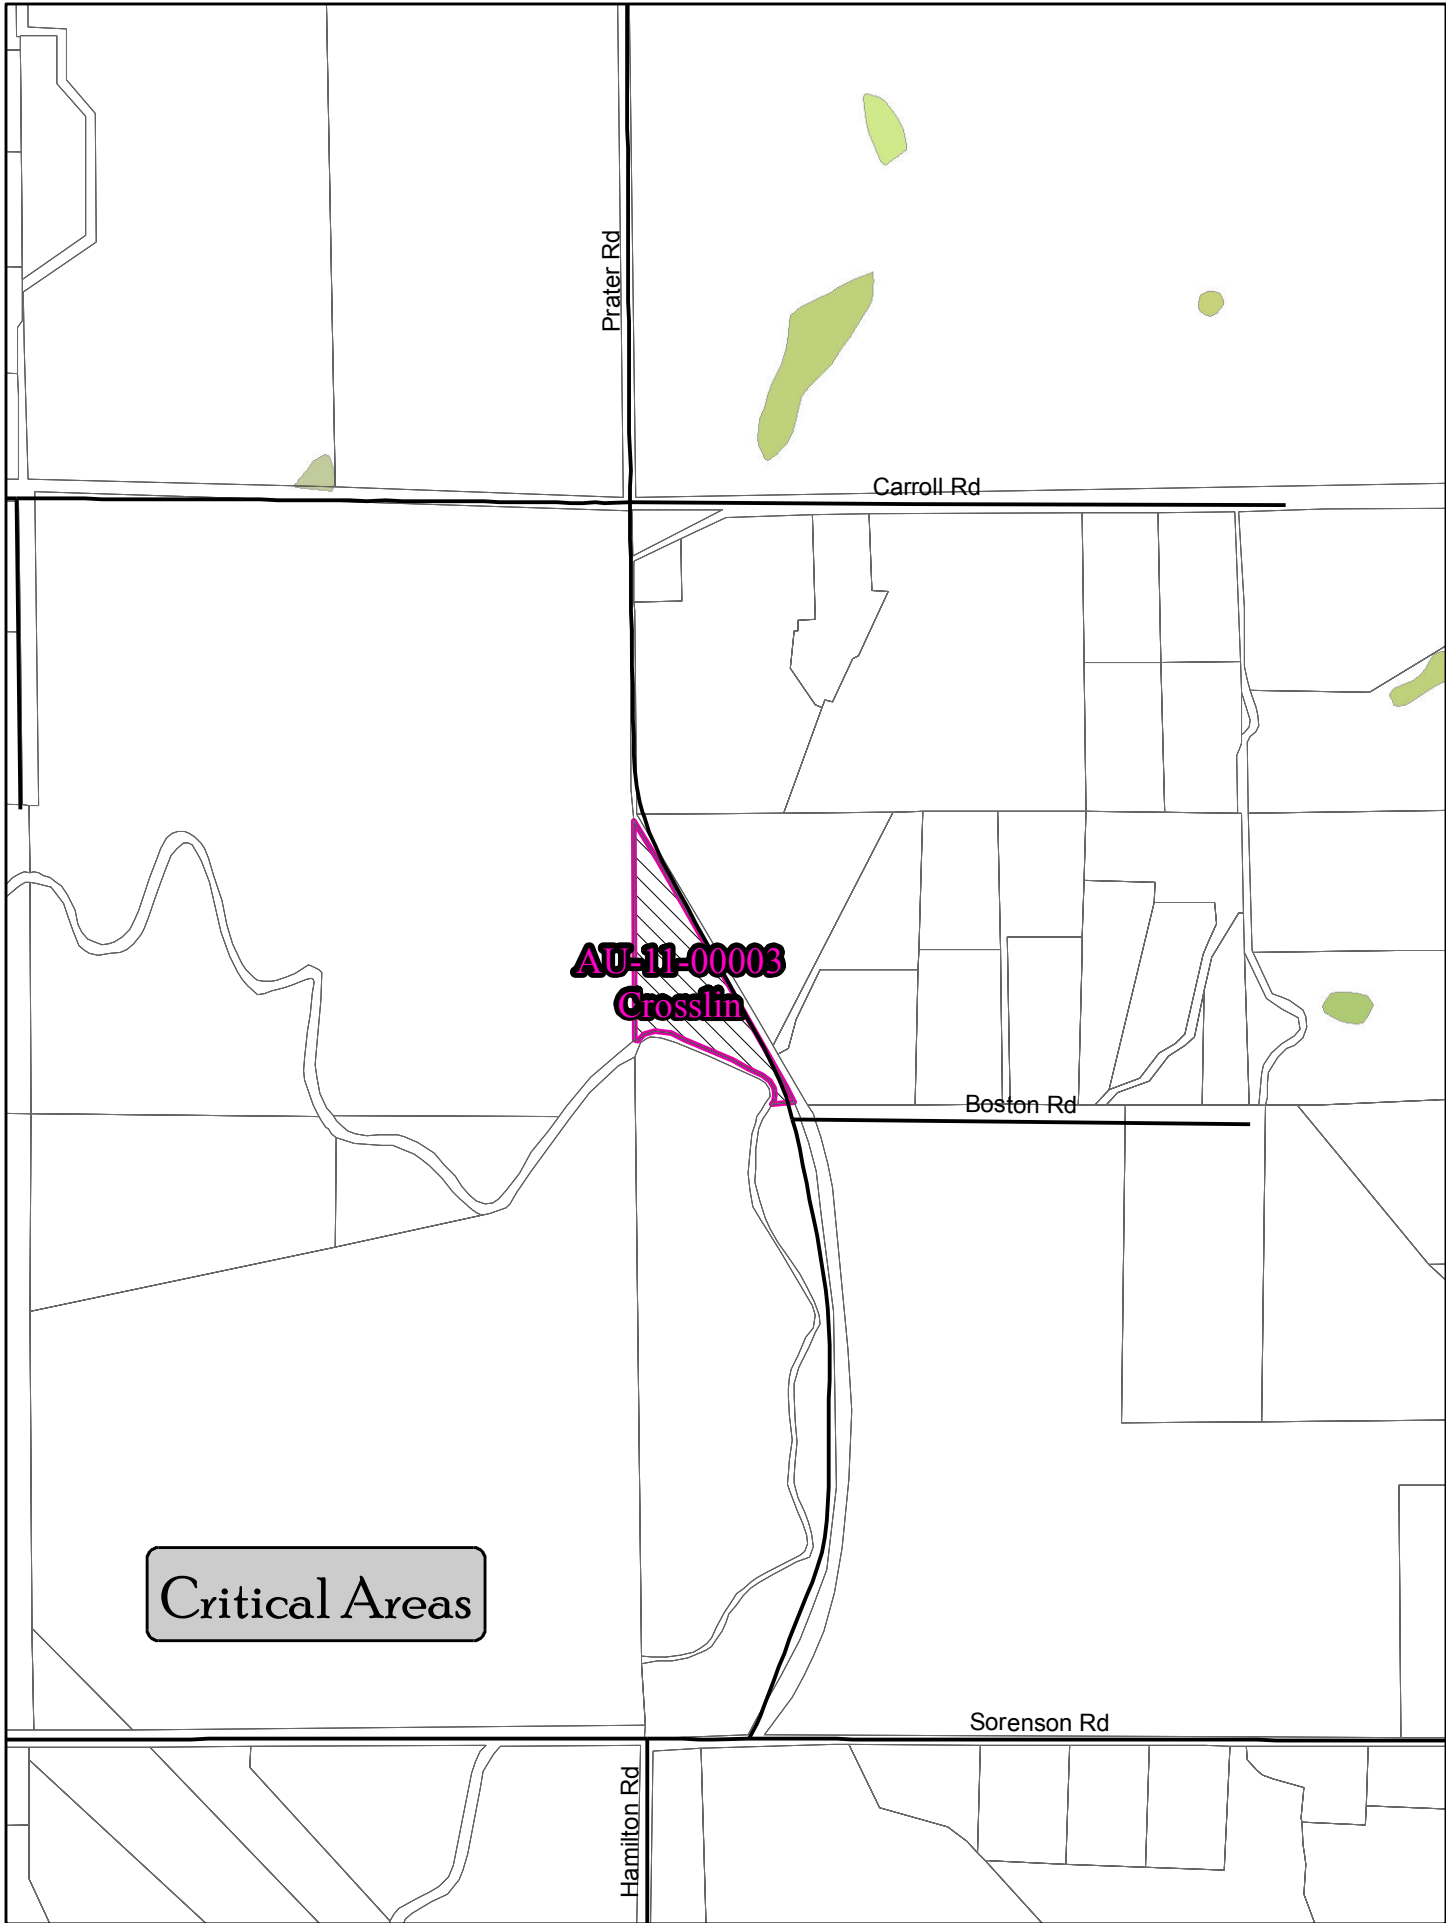 Prater Rd
Carroll Rd
AU-11-00003
Crosslin
Boston Rd
Critical Areas
Sorenson Rd
Hamilton Rd